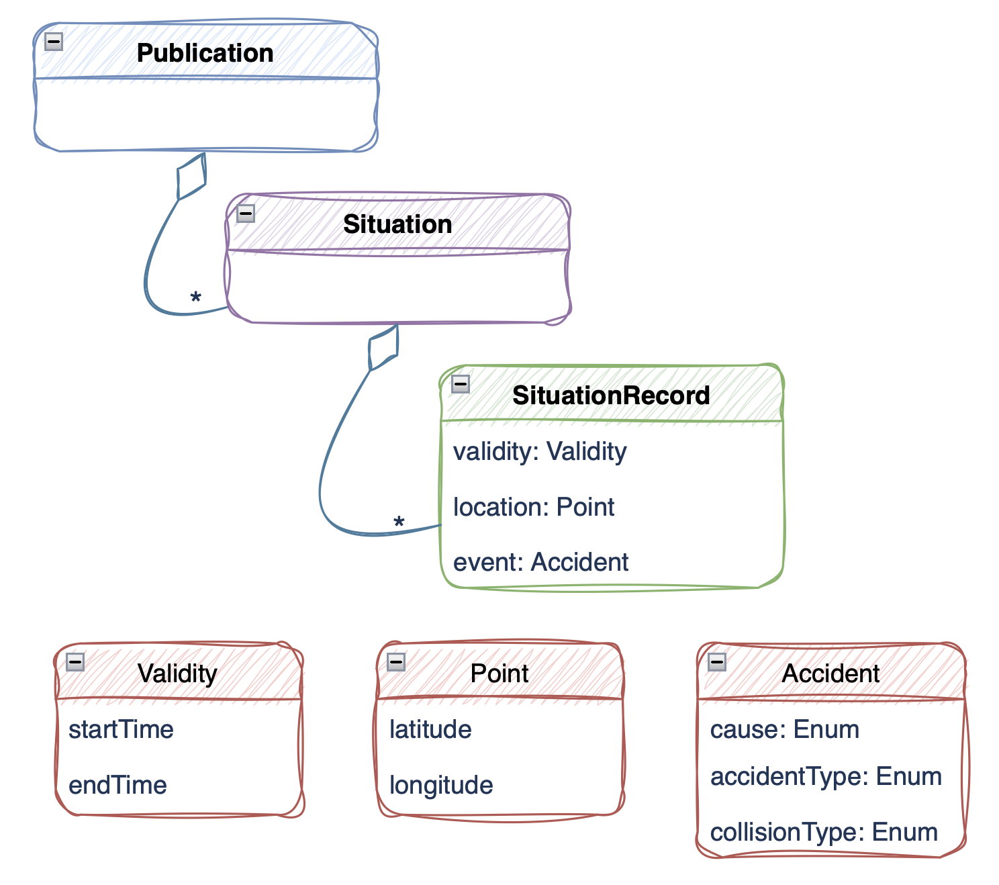 Publication
Situation
*
SituationRecord
validity: Validity
location: Point
*
event: Accident
Validity
startTime
endTime
Point
latitude
longitude
Accident
cause: Enum
accidentType: Enum
collisionType: Enum